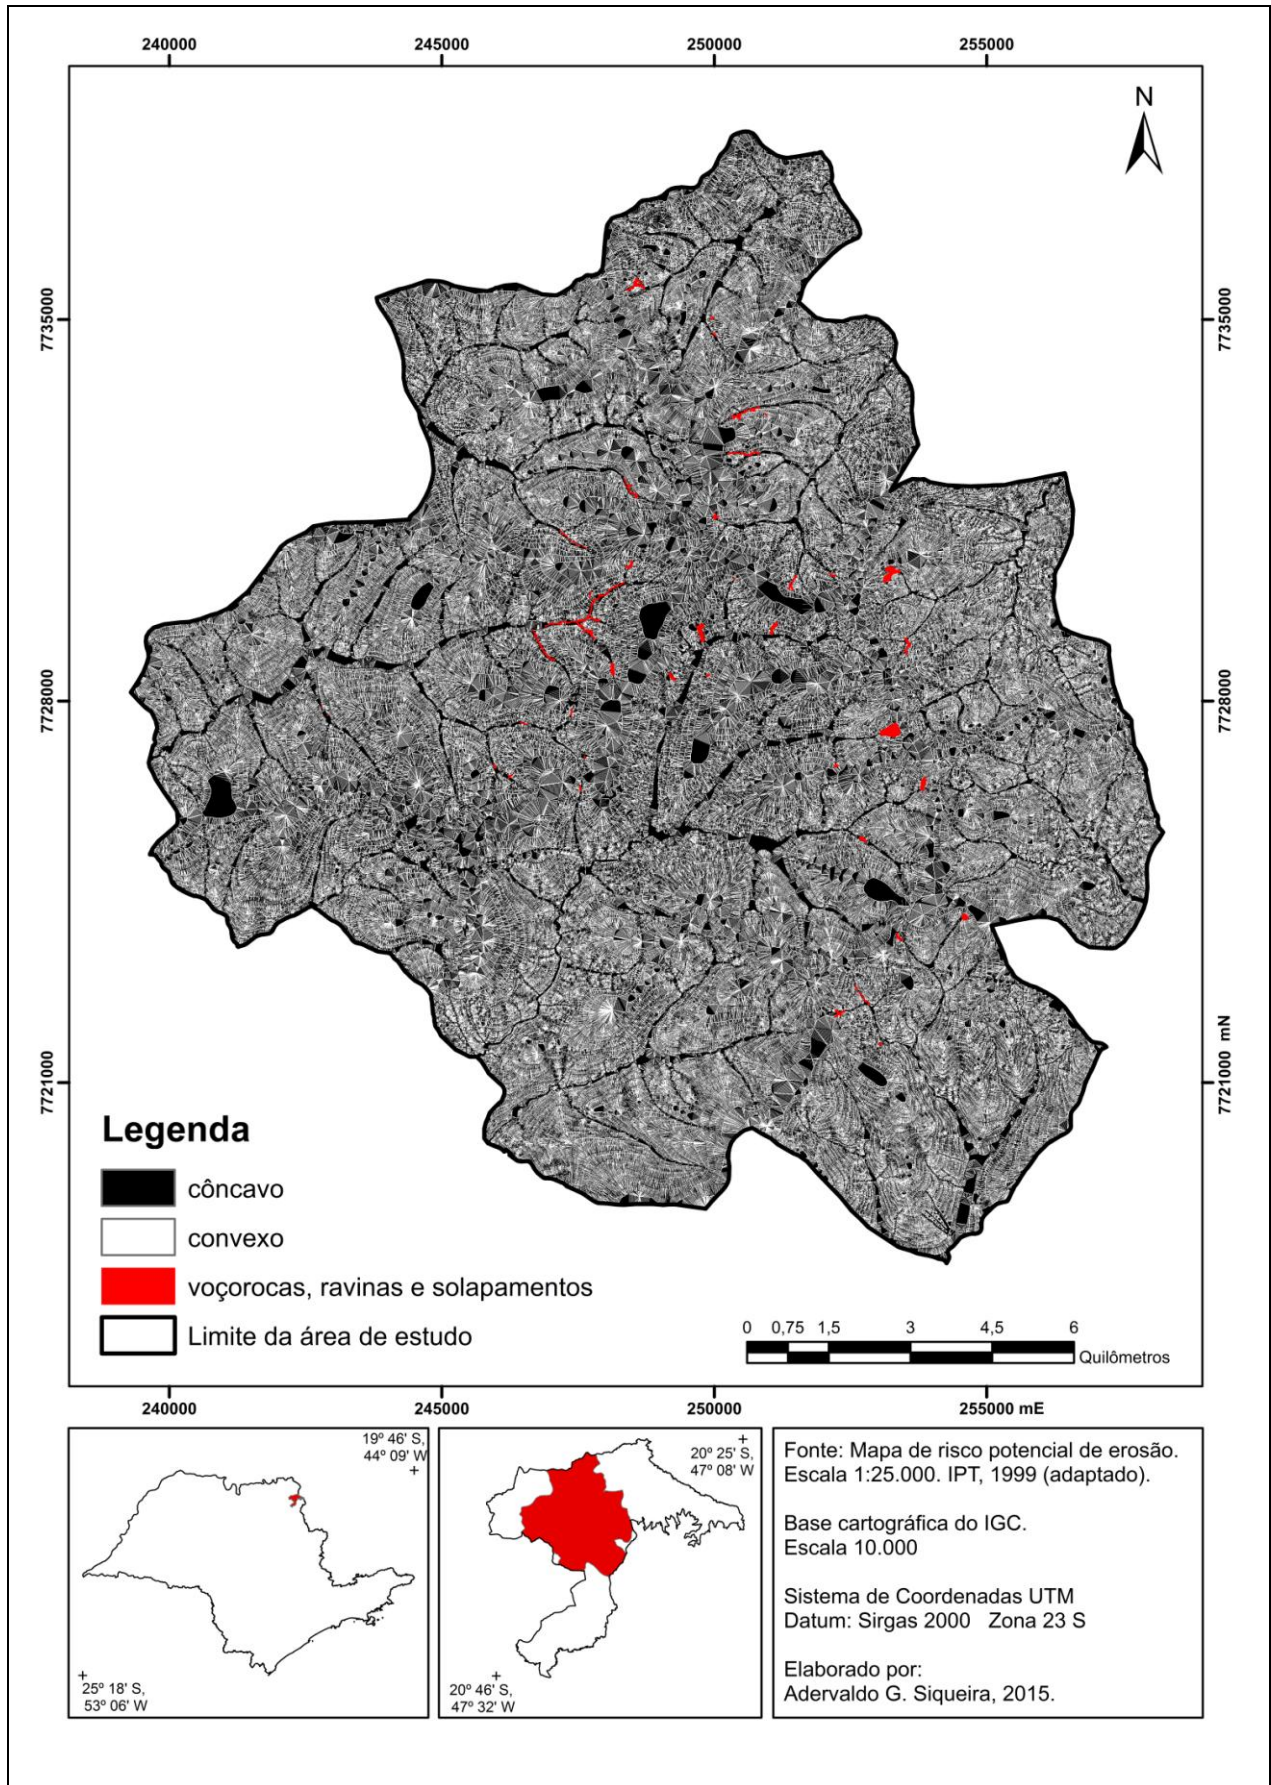 240000
245000
250000
255000
N
7735000
7735000
7728000
7728000
7721000
7721000 mN
Legenda
côncavo
convexo
voçorocas, ravinas e solapamentos
Limite da área de estudo
0 0,75 1,5 3 4,5 6
Quilômetros
240000
245000
250000
255000 mE
19º 46' S,
44º 09' W
25º 18' S,
53º 06' W
20º 25' S,
47º 08' W
20º 46' S,
47º 32' W
Fonte: Mapa de risco potencial de erosão.
Escala 1:25.000. IPT, 1999 (adaptado).
Base cartográfica do IGC.
Escala 10.000
Sistema de Coordenadas UTM
Datum: Sirgas 2000 Zona 23 S
Elaborado por:
Adervaldo G. Siqueira, 2015.